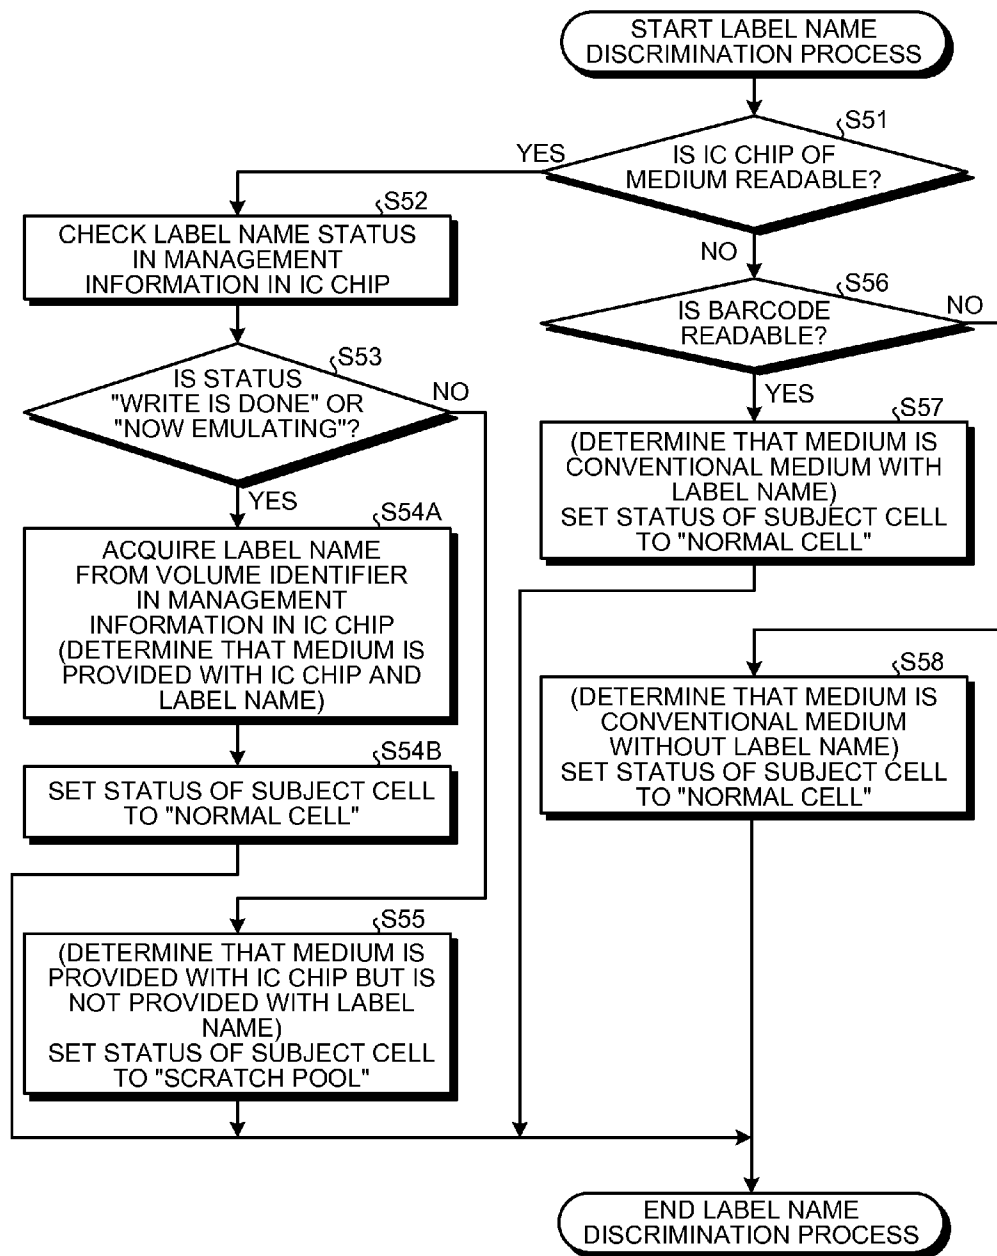 START LABEL NAME
DISCRIMINATION PROCESS
S51
YES
IS IC CHIP OF
MEDIUM READABLE?
NO
S52
CHECK LABEL NAME STATUS
IN MANAGEMENT
INFORMATION IN IC CHIP
S53
IS STATUS
"WRITE IS DONE" OR
"NOW EMULATING"?
NO
YES
S54A
ACQUIRE LABEL NAME
FROM VOLUME IDENTIFIER
IN MANAGEMENT
INFORMATION IN IC CHIP
(DETERMINE THAT MEDIUM IS
PROVIDED WITH IC CHIP AND
LABEL NAME)
S54B
SET STATUS OF SUBJECT CELL
TO "NORMAL CELL"
S55
(DETERMINE THAT MEDIUM IS
PROVIDED WITH IC CHIP BUT IS
NOT PROVIDED WITH LABEL
NAME)
SET STATUS OF SUBJECT CELL
TO "SCRATCH POOL"
S56
IS BARCODE
READABLE?
NO
YES
S57
(DETERMINE THAT MEDIUM IS
CONVENTIONAL MEDIUM WITH
LABEL NAME)
SET STATUS OF SUBJECT CELL
TO "NORMAL CELL"
S58
(DETERMINE THAT MEDIUM IS
CONVENTIONAL MEDIUM
WITHOUT LABEL NAME)
SET STATUS OF SUBJECT CELL
TO "NORMAL CELL"
END LABEL NAME
DISCRIMINATION PROCESS